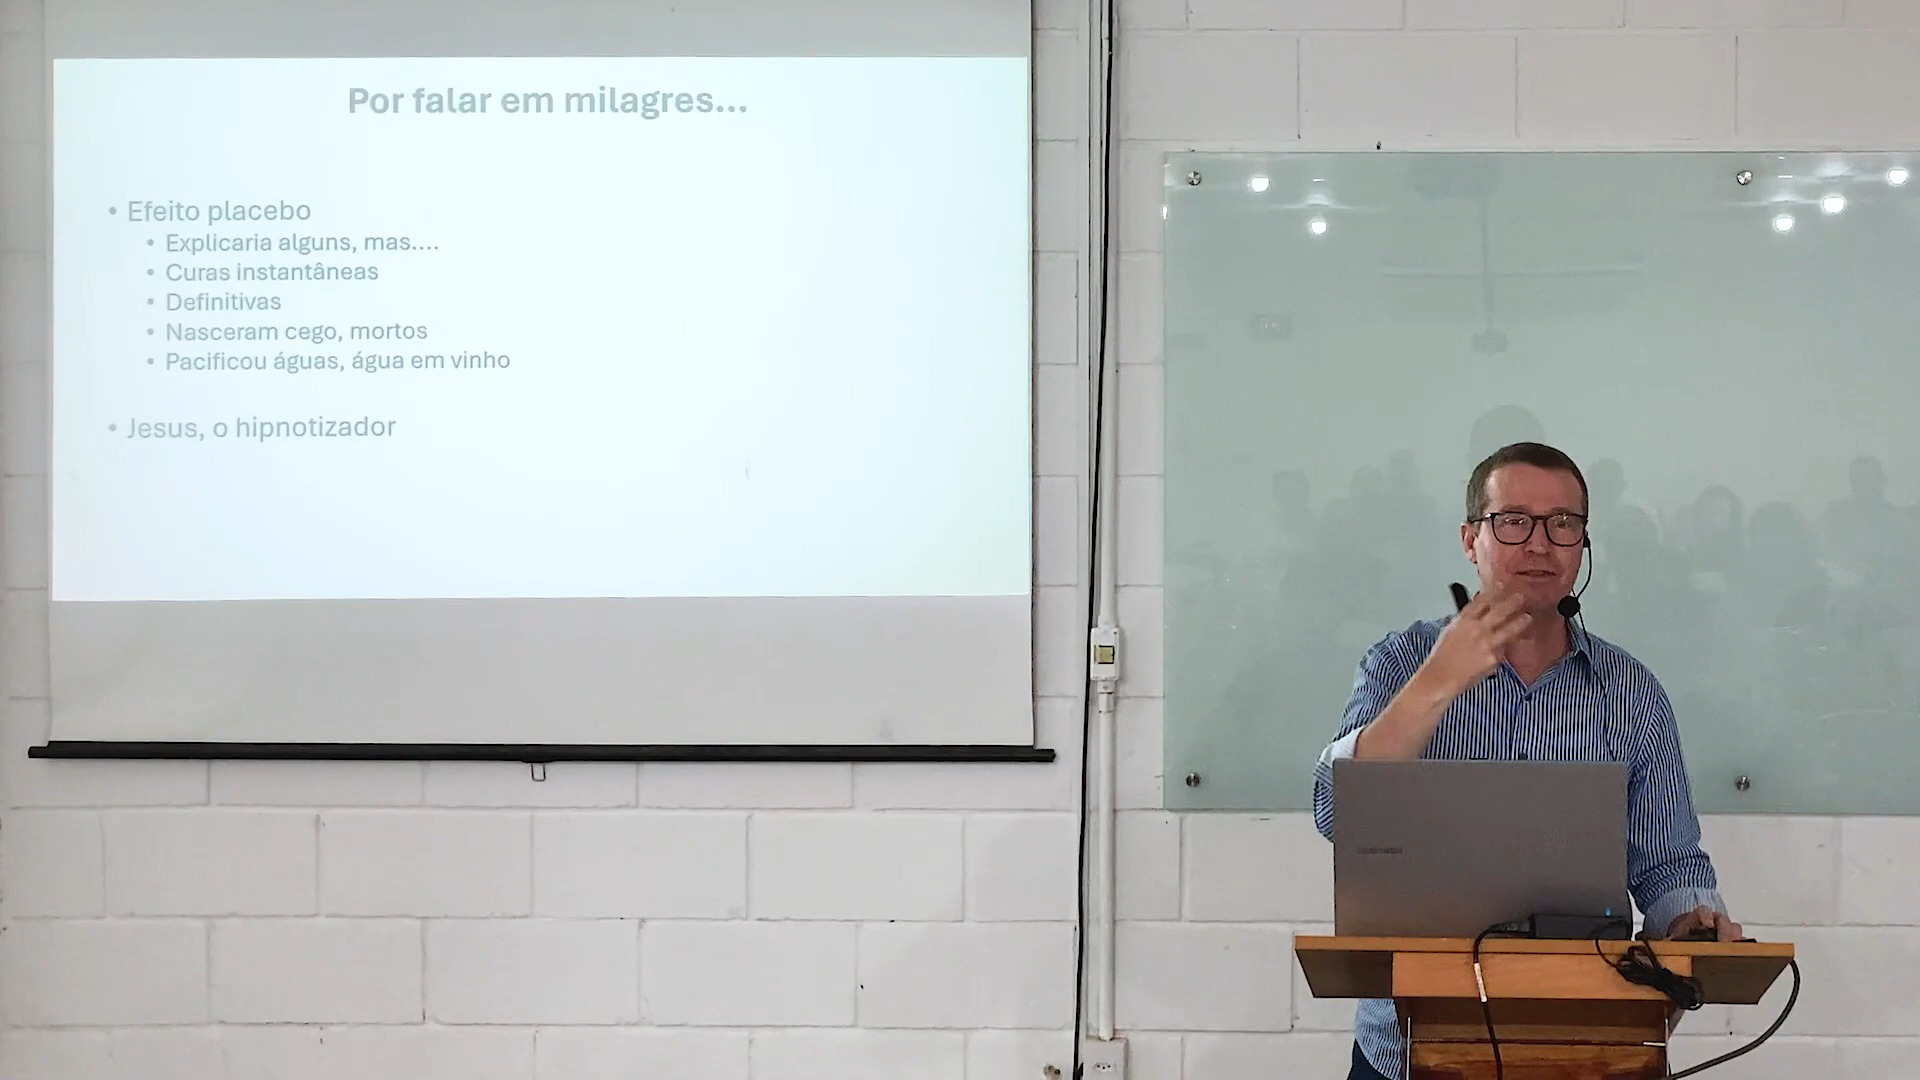 Por falar em milagres...
• Efeito placebo
• Explicaria alguns, mas....
• Curas instantâneas
• Definitivas
• Nasceram cego, mortos
• Pacificou águas, água em vinho
• Jesus, o hipnotizador